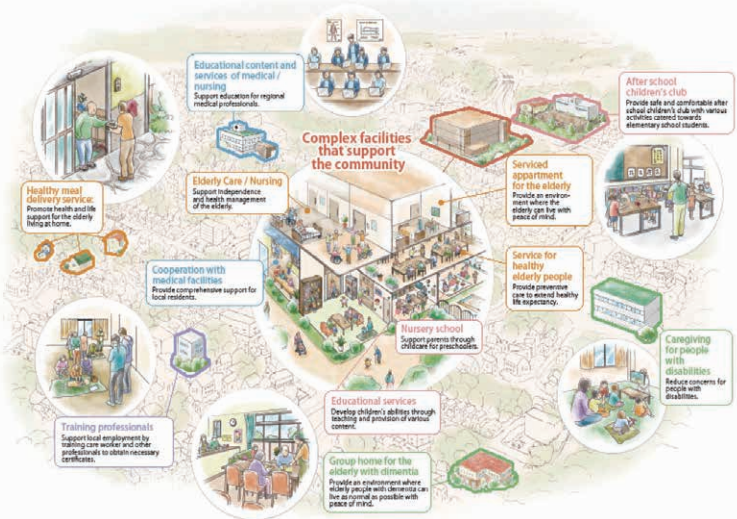 Educational content and
services of medical /
nursing
Support education for regional
medical professionals.
After school
children's club
Provide safe and comfortable after
school children's club with various
activities catered towards
elementary school students.
Complex facilities
that support
the community
Healthy meal
delivery service:
Promote health and life
support for the elderly
living at home.
Elderly Care / Nursing
Support independence
and health management
of the elderly.
Serviced
appartment
for the elderly
Provide an environ-
ment where the
elderly can live with
peace of mind.
Cooperation with
medical facilities
Provide comprehensive support for
local residents.
Service for
healthy
elderly people
Provide preventive
care to extend healthy
life expectancy.
Nursery school
Support parents through
childcare for preschoolers.
Caregiving
for people
with
disabilities
Reduce concerns for
people with
disabilities.
Educational services
Develop children's abilities through
teaching and provision of various
content.
Training professionals
Support local employment by
training care worker and other
professionals to obtain necessary
certificates.
Group home for the
elderly with dimentia
Provide an environment where
elderly people with dementia can
live as normal as possible with
peace of mind.